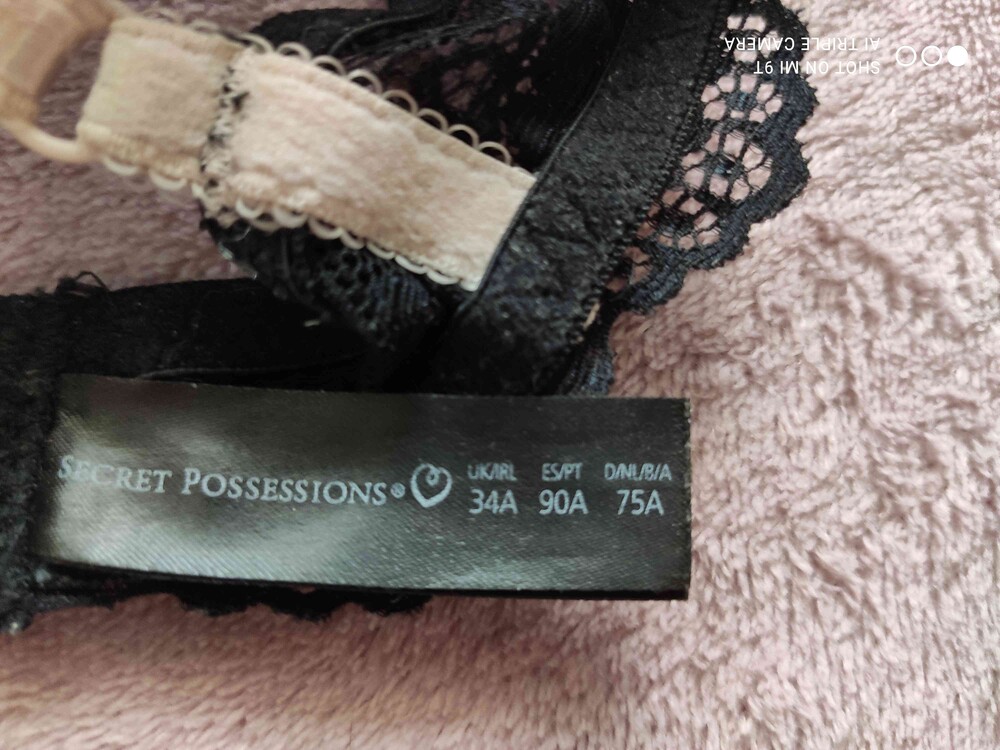 SECRET POSSESSIONS®
UK/IRL ES/PT D/NL/B/A
34A 90A 75A
SHOT ON MI 9T
AI TRIPLE CAMERA